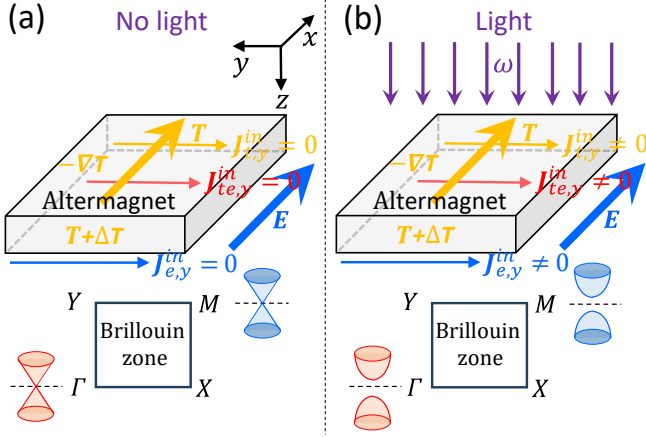 (a) No light
x
y
z
T
J^{in}_{t,y} = 0
−∇T
J^{in}_{te,y} = 0
Altermagnet
T+ΔT
E
J^{in}_{e,y} = 0
Y
M
Brillouin
zone
Γ
X
(b) Light
ω
T
J^{in}_{t,y} ≠ 0
−∇T
J^{in}_{te,y} ≠ 0
Altermagnet
T+ΔT
E
J^{in}_{e,y} ≠ 0
Y
M
Brillouin
zone
Γ
X